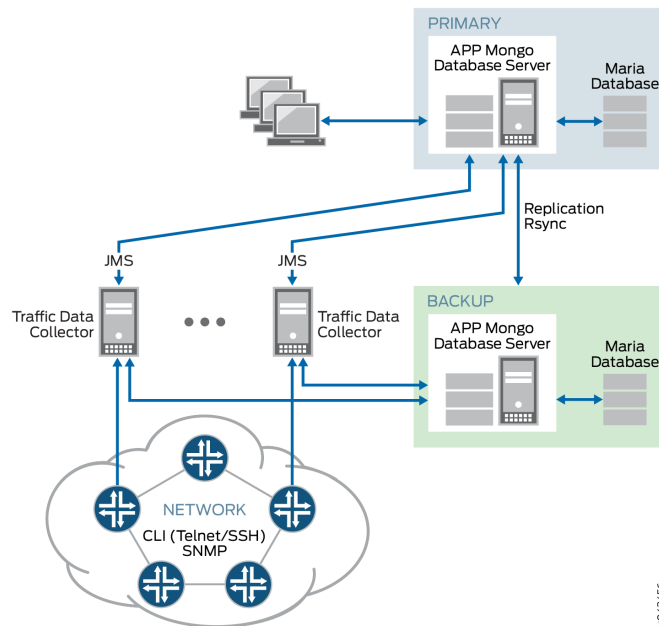 PRIMARY
APP Mongo
Database Server
Maria
Database
Replication
Rsync
JMS
JMS
Traffic Data
Collector
Traffic Data
Collector
BACKUP
APP Mongo
Database Server
Maria
Database
NETWORK
CLI (Telnet/SSH)
SNMP